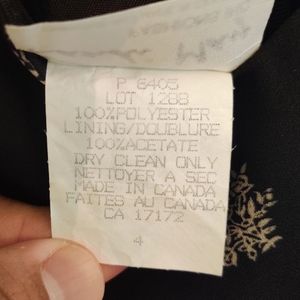 P 6405
LOT 1288
100%POLYESTER
LINING/DOUBLURE
100%ACETATE
DRY CLEAN ONLY
NETTOYER A SEC
MADE IN CANADA
FAITES AU CANADA
CA 17172
4